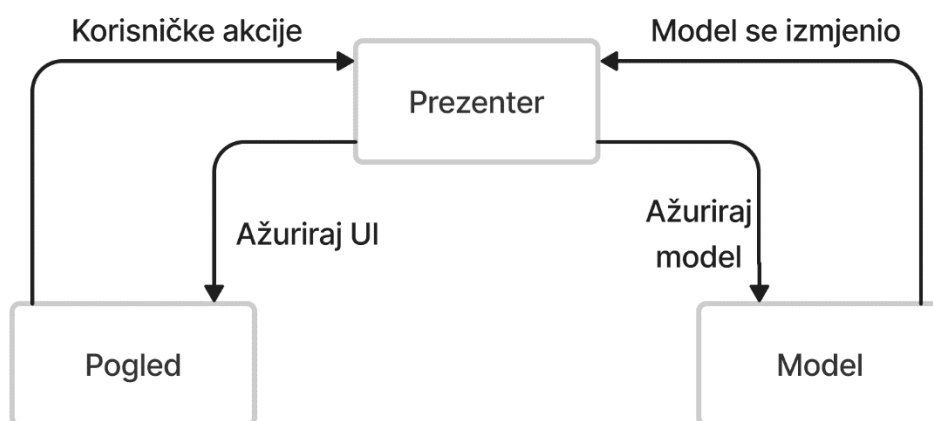 Korisničke akcije
Model se izmjenio
Prezenter
Ažuriraj UI
Ažuriraj
model
Pogled
Model